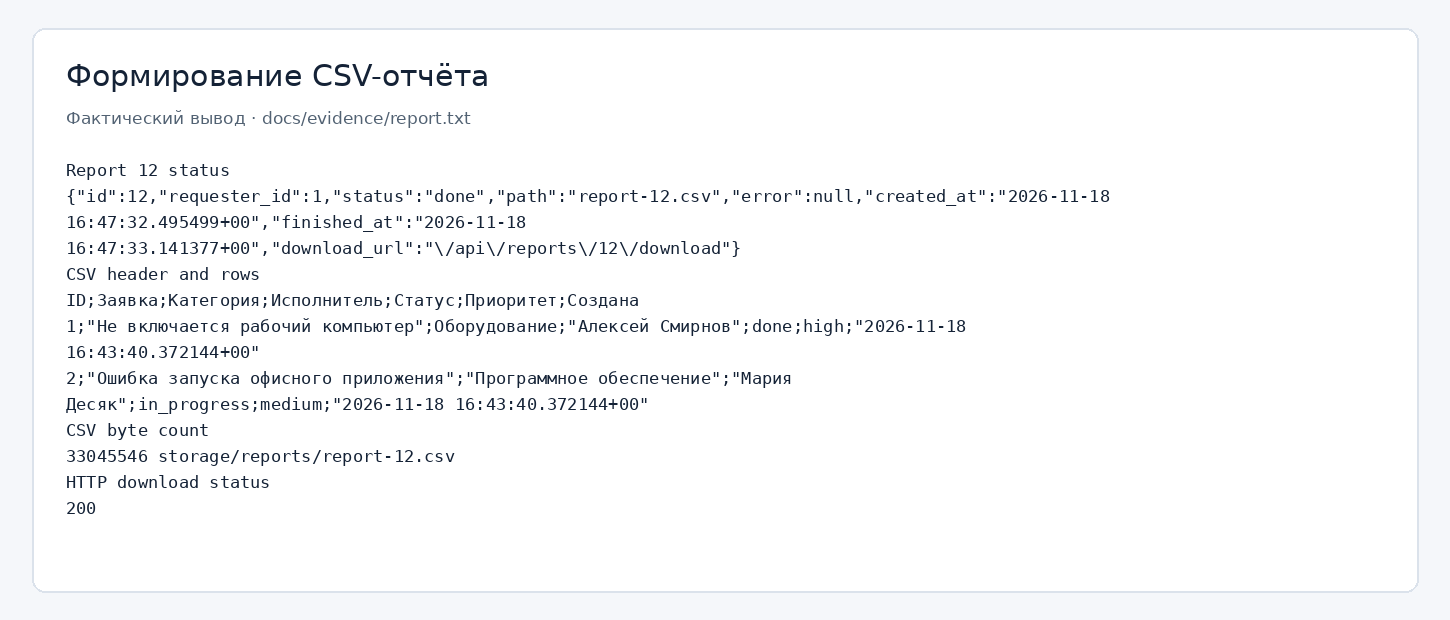 Формирование CSV-отчёта
Фактический вывод · docs/evidence/report.txt
Report 12 status
{"id":12,"requester_id":1,"status":"done","path":"report-12.csv","error":null,"created_at":"2026-11-18
16:47:32.495499+00","finished_at":"2026-11-18
16:47:33.141377+00","download_url":"\/api\/reports\/12\/download"}
CSV header and rows
ID;Заявка;Категория;Исполнитель;Статус;Приоритет;Создана
1;"Не включается рабочий компьютер";Оборудование;"Алексей Смирнов";done;high;"2026-11-18
16:43:40.372144+00"
2;"Ошибка запуска офисного приложения";"Программное обеспечение";"Мария
Десяк";in_progress;medium;"2026-11-18 16:43:40.372144+00"
CSV byte count
33045546 storage/reports/report-12.csv
HTTP download status
200